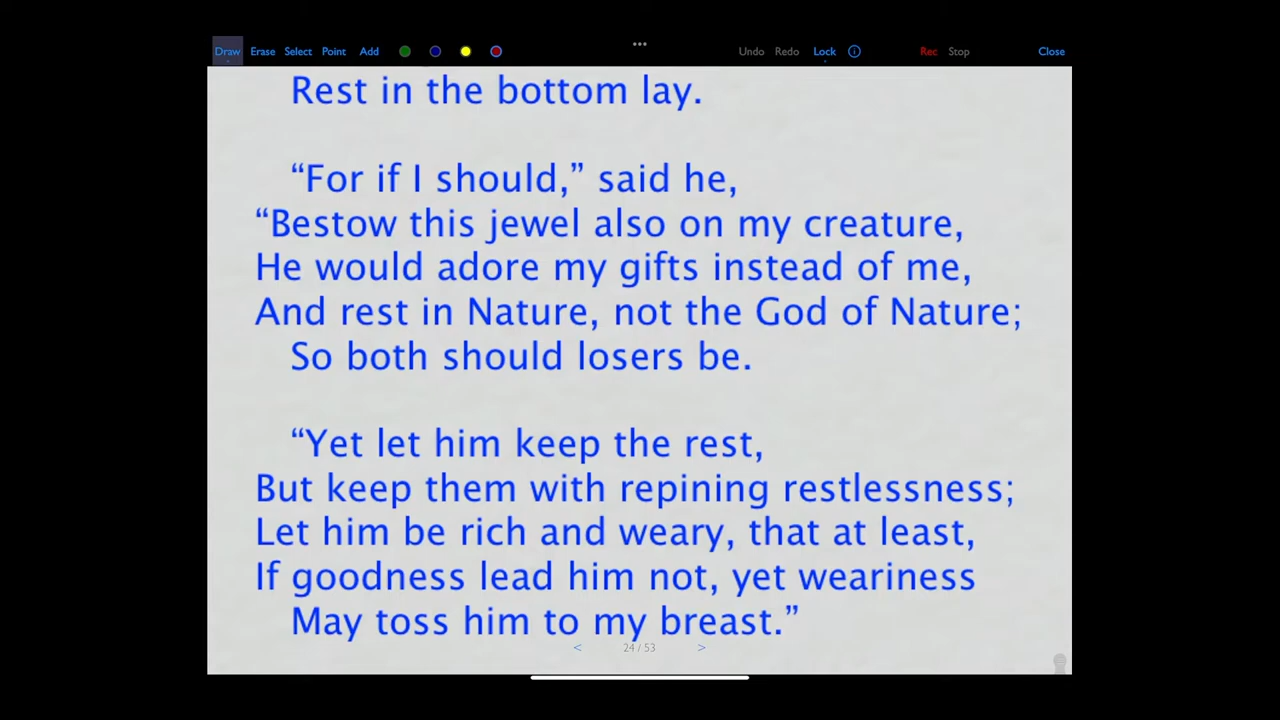 Draw Erase Select Point Add Undo Redo Lock Rec Stop Close
Rest in the bottom lay.
“For if I should,” said he,
“Bestow this jewel also on my creature,
He would adore my gifts instead of me,
And rest in Nature, not the God of Nature;
So both should losers be.
“Yet let him keep the rest,
But keep them with repining restlessness;
Let him be rich and weary, that at least,
If goodness lead him not, yet weariness
May toss him to my breast.”
< 24 / 53 >